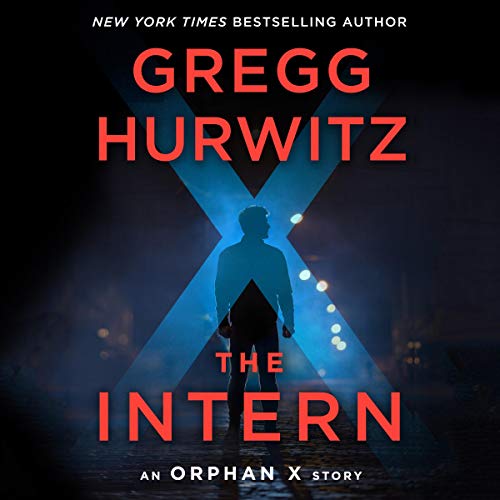 NEW YORK TIMES BESTSELLING AUTHOR
GREGG
HURWITZ
X
THE
INTERN
AN ORPHAN X STORY